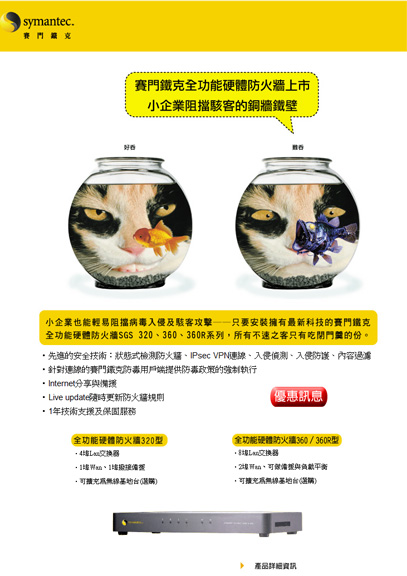 symantec.
賽門鐵克
賽門鐵克全功能硬體防火牆上市
小企業阻擋駭客的銅牆鐵壁
好吞
難吞
小企業也能輕易阻擋病毒入侵及駭客攻擊——只要安裝擁有最新科技的賽門鐵克
全功能硬體防火牆SGS 320、360、360R系列，所有不速之客只有吃閉門羹的份。
・先進的安全技術：狀態式檢測防火牆、IPsec VPN連線、入侵偵測、入侵防護、內容過濾
・針對連線的賽門鐵克防毒用戶端提供防毒政策的強制執行
・Internet分享與備援
・Live update隨時更新防火牆規則
・1年技術支援及保固服務
優惠訊息
全功能硬體防火牆320型
・4埠Lan交換器
・1埠Wan、1埠撥接備援
・可擴充為無線基地台(選購)
全功能硬體防火牆360／360R型
・8埠Lan交換器
・2埠Wan、可做備援與負載平衡
・可擴充為無線基地台(選購)
產品詳細資訊